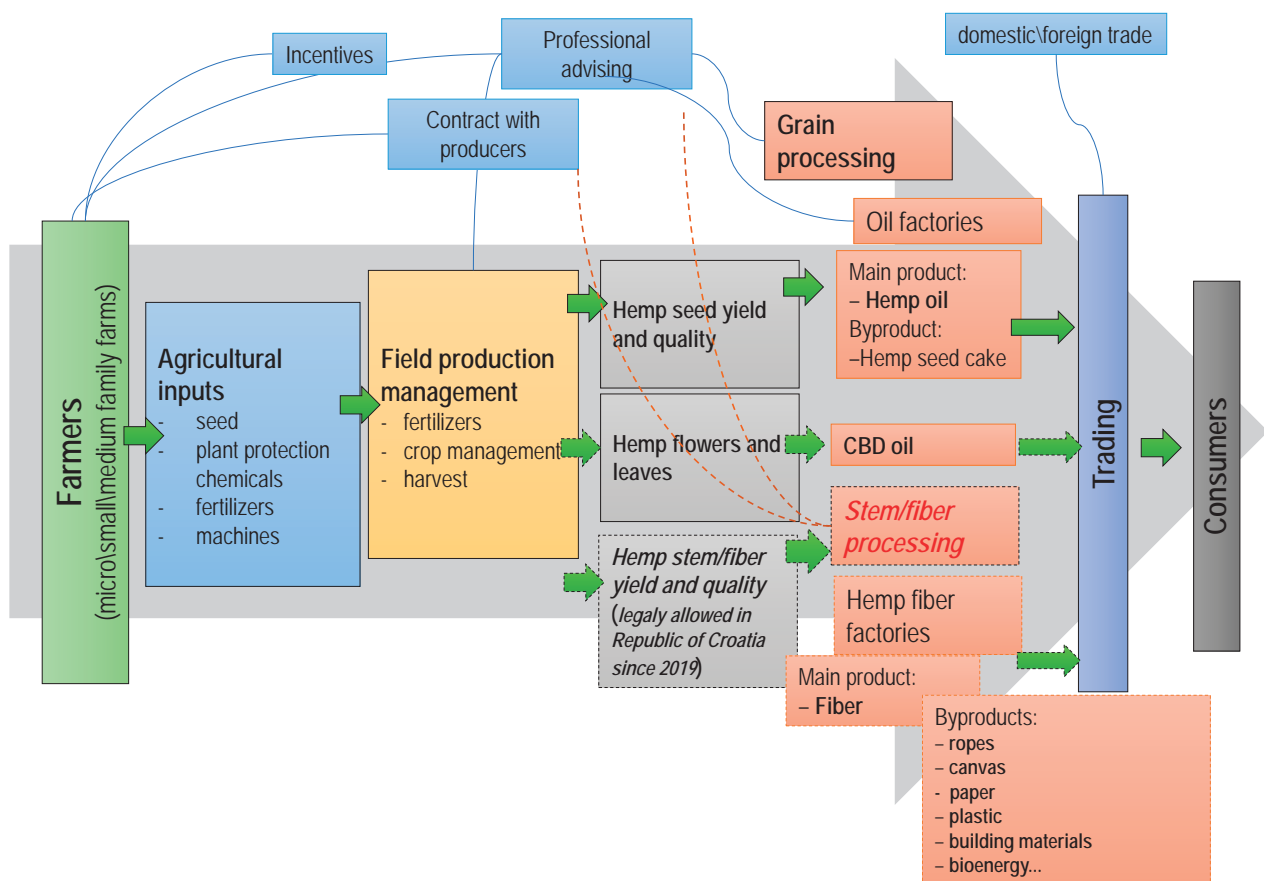 Incentives
Professional
advising
domestic\foreign trade
Contract with
producers
Grain
processing
Oil factories
Farmers
(micro\small\medium family farms)
Agricultural
inputs
- seed
- plant protection
chemicals
- fertilizers
- machines
Field production
management
- fertilizers
- crop management
- harvest
Hemp seed yield
and quality
Main product:
– Hemp oil
Byproduct:
–Hemp seed cake
Hemp flowers and
leaves
CBD oil
Hemp stem/fiber
yield and quality
(legaly allowed in
Republic of Croatia
since 2019)
Stem/fiber
processing
Hemp fiber
factories
Main product:
– Fiber
Byproducts:
– ropes
– canvas
- paper
– plastic
– building materials
– bioenergy...
Trading
Consumers